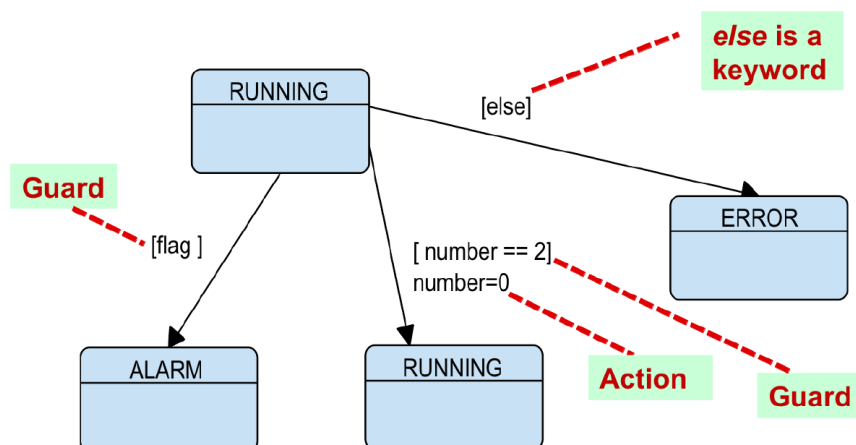 else is a
keyword
RUNNING
[else]
Guard
ERROR
[flag ]
[ number == 2]
number=0
ALARM
RUNNING
Action
Guard